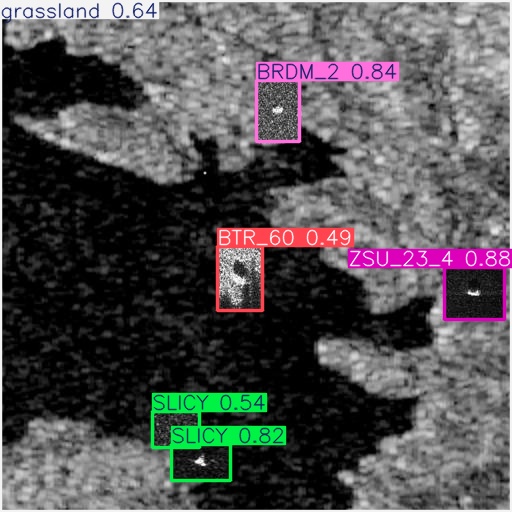 grassland 0.64
BRDM_2 0.84
BTR_60 0.49
ZSU_23_4 0.88
SLICY 0.54
SLICY 0.82